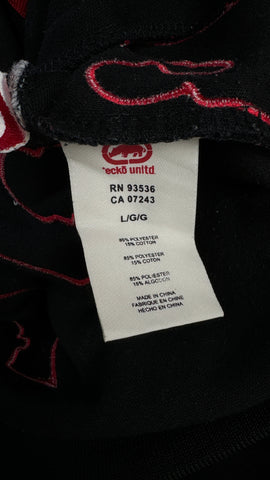 *ecko unltd.
RN 93536
CA 07243
L/G/G
85% POLYESTER
15% COTTON
85% POLYESTER
15% COTON
85% POLIESTER
15% ALGODON
MADE IN CHINA
FABRIQUE EN CHINE
HECHO EN CHINA